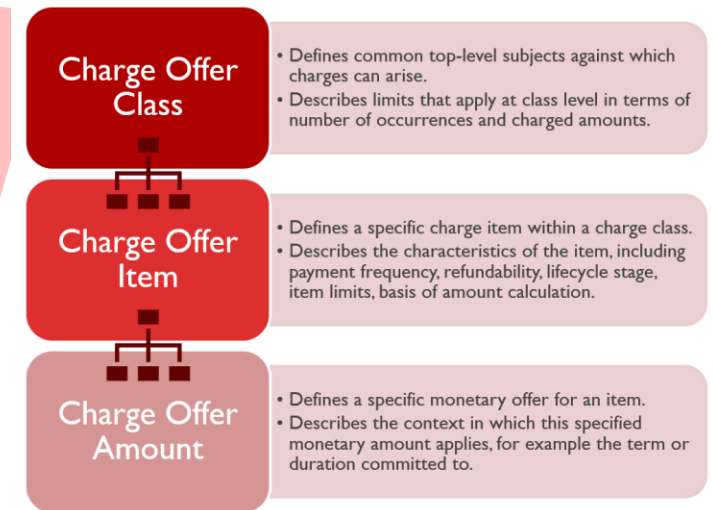 Charge Offer
Class
• Defines common top-level subjects against which
charges can arise.
• Describes limits that apply at class level in terms of
number of occurrences and charged amounts.
Charge Offer
Item
• Defines a specific charge item within a charge class.
• Describes the characteristics of the item, including
payment frequency, refundability, lifecycle stage,
item limits, basis of amount calculation.
Charge Offer
Amount
• Defines a specific monetary offer for an item.
• Describes the context in which this specified
monetary amount applies, for example the term or
duration committed to.